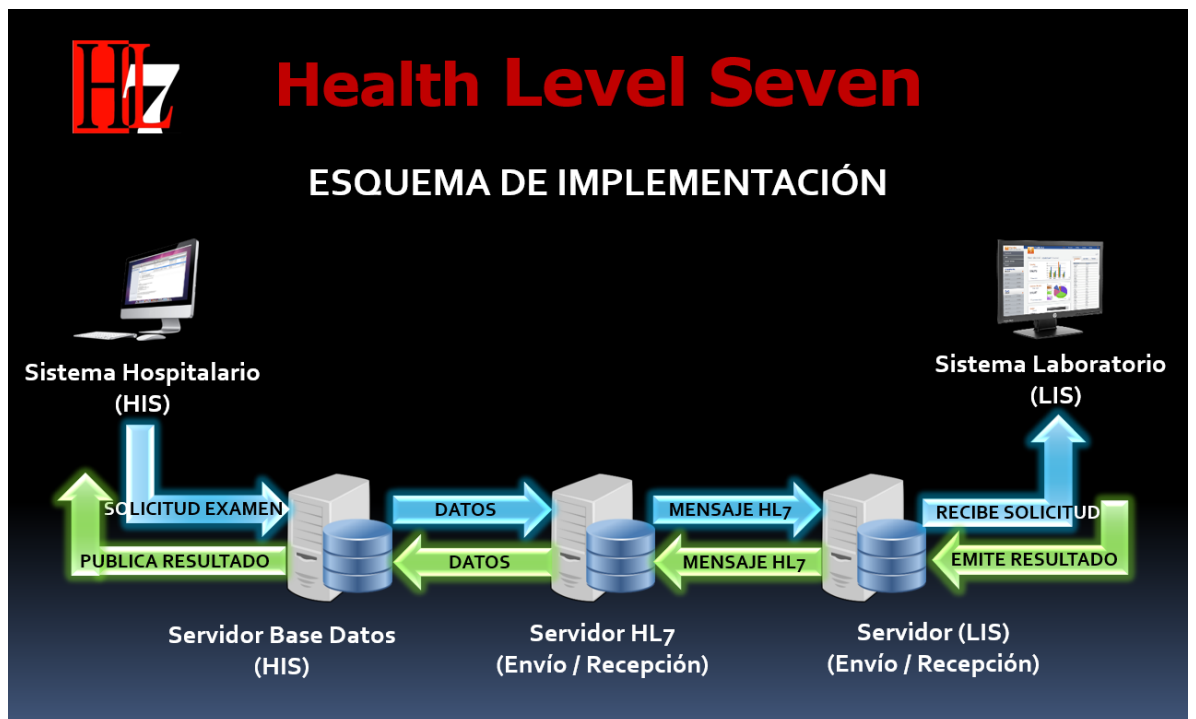 HL7
Health Level Seven
ESQUEMA DE IMPLEMENTACIÓN
Sistema Hospitalario
(HIS)
Sistema Laboratorio
(LIS)
SOLICITUD EXAMEN
DATOS
MENSAJE HL7
RECIBE SOLICITUD
PUBLICA RESULTADO
DATOS
MENSAJE HL7
EMITE RESULTADO
Servidor Base Datos
(HIS)
Servidor HL7
(Envío / Recepción)
Servidor (LIS)
(Envío / Recepción)